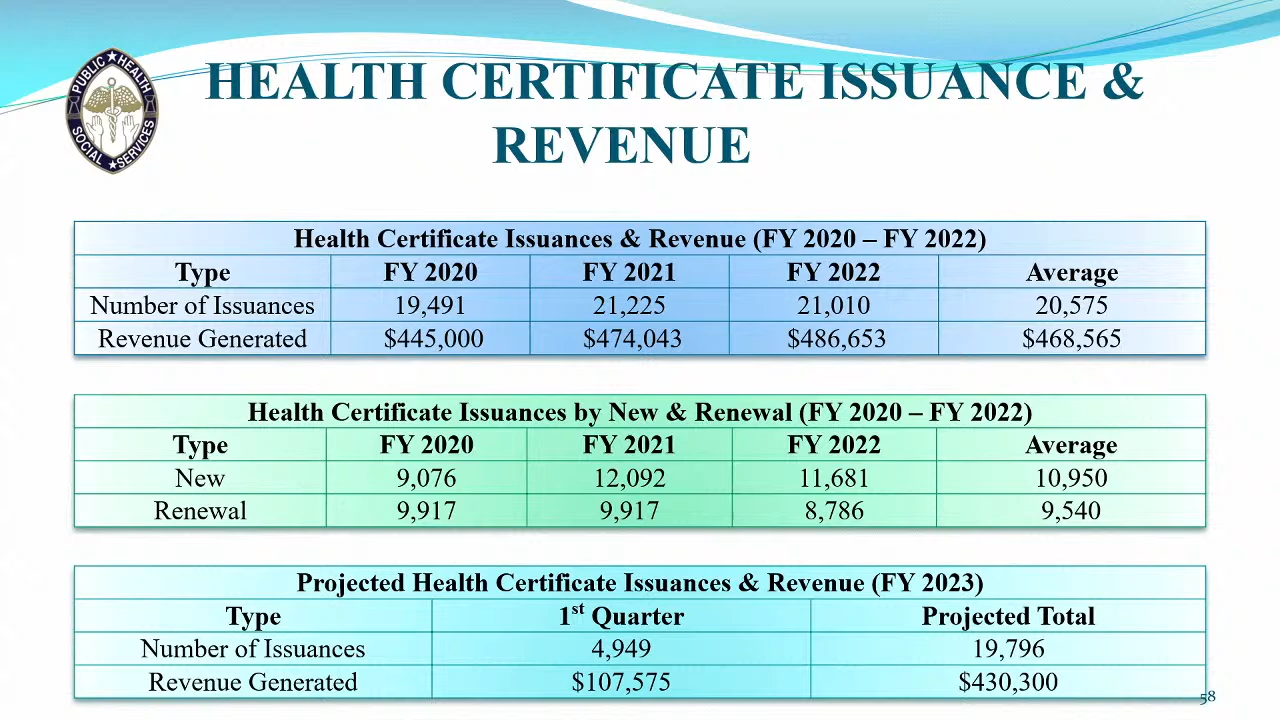 PUBLIC HEALTH
SOCIAL SERVICES
HEALTH CERTIFICATE ISSUANCE &
REVENUE
Health Certificate Issuances & Revenue (FY 2020 – FY 2022)
Type FY 2020 FY 2021 FY 2022 Average
Number of Issuances 19,491 21,225 21,010 20,575
Revenue Generated $445,000 $474,043 $486,653 $468,565
Health Certificate Issuances by New & Renewal (FY 2020 – FY 2022)
Type FY 2020 FY 2021 FY 2022 Average
New 9,076 12,092 11,681 10,950
Renewal 9,917 9,917 8,786 9,540
Projected Health Certificate Issuances & Revenue (FY 2023)
Type 1st Quarter Projected Total
Number of Issuances 4,949 19,796
Revenue Generated $107,575 $430,300
58